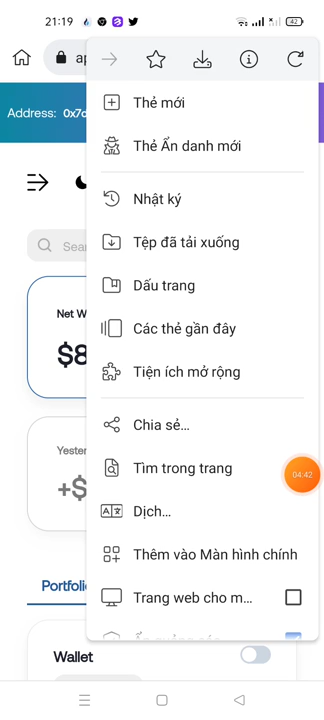 21:19
42
Address: 0x7d
Thẻ mới
Thẻ Ẩn danh mới
Nhật ký
Sear
Tệp đã tải xuống
Dấu trang
Net W
Các thẻ gần đây
$8
Tiện ích mở rộng
Chia sẻ...
Yester
Tìm trong trang
04:42
+$
Dịch...
Thêm vào Màn hình chính
Portfolio
Trang web cho m...
Wallet